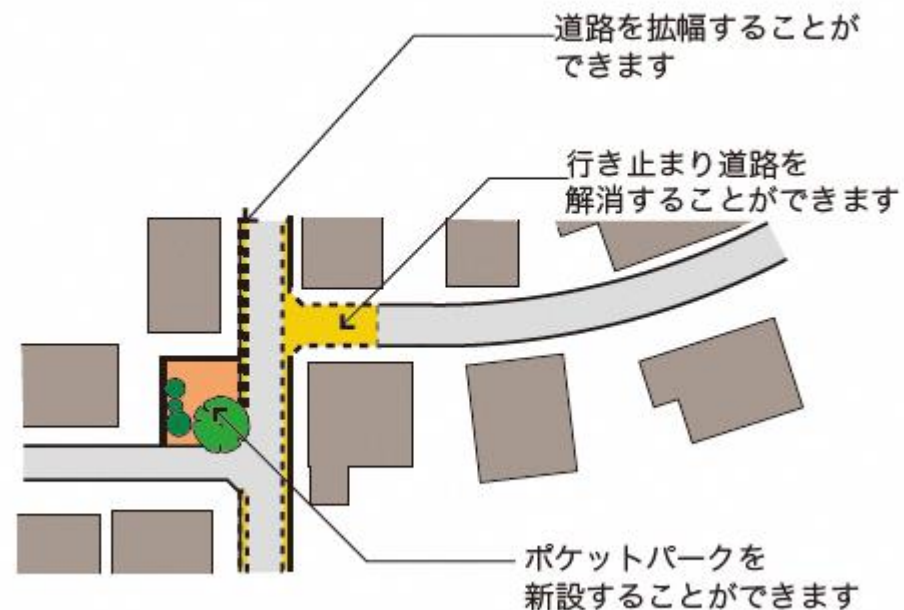 道路を拡幅することが
できます
行き止まり道路を
解消することができます
ポケットパークを
新設することができます